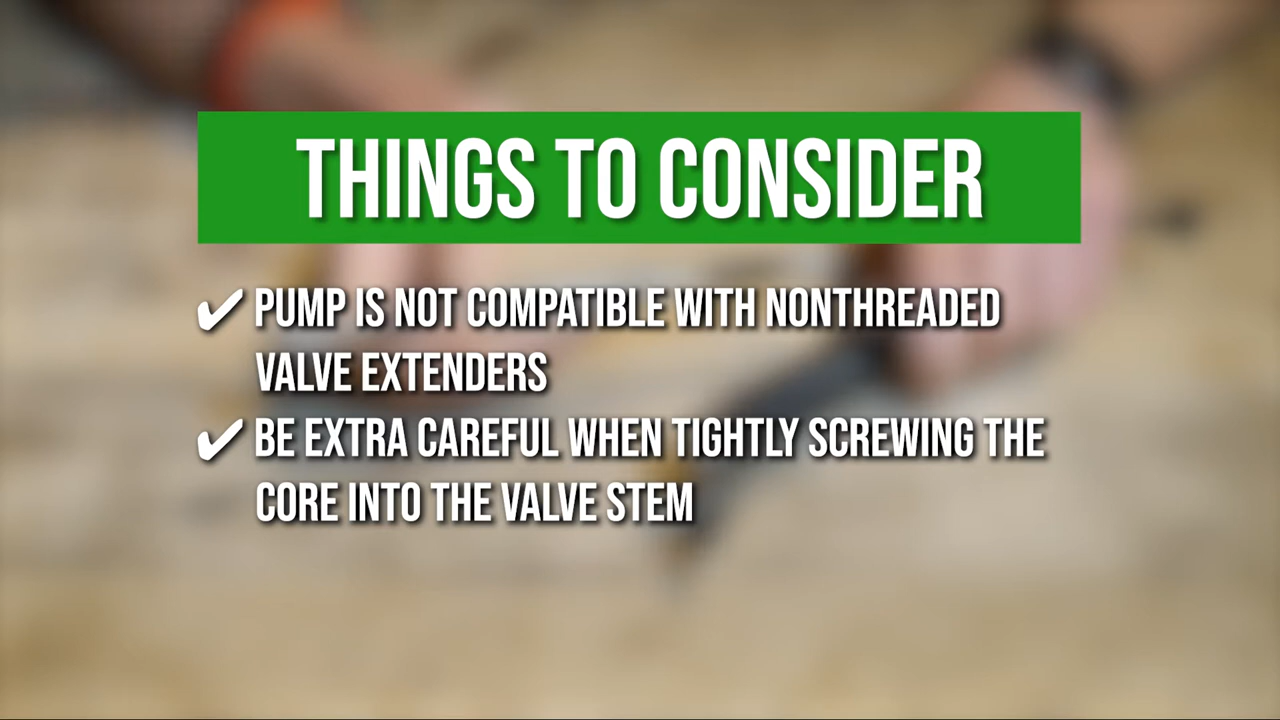 THINGS TO CONSIDER
✔ PUMP IS NOT COMPATIBLE WITH NONTHREADED
VALVE EXTENDERS
✔ BE EXTRA CAREFUL WHEN TIGHTLY SCREWING THE
CORE INTO THE VALVE STEM